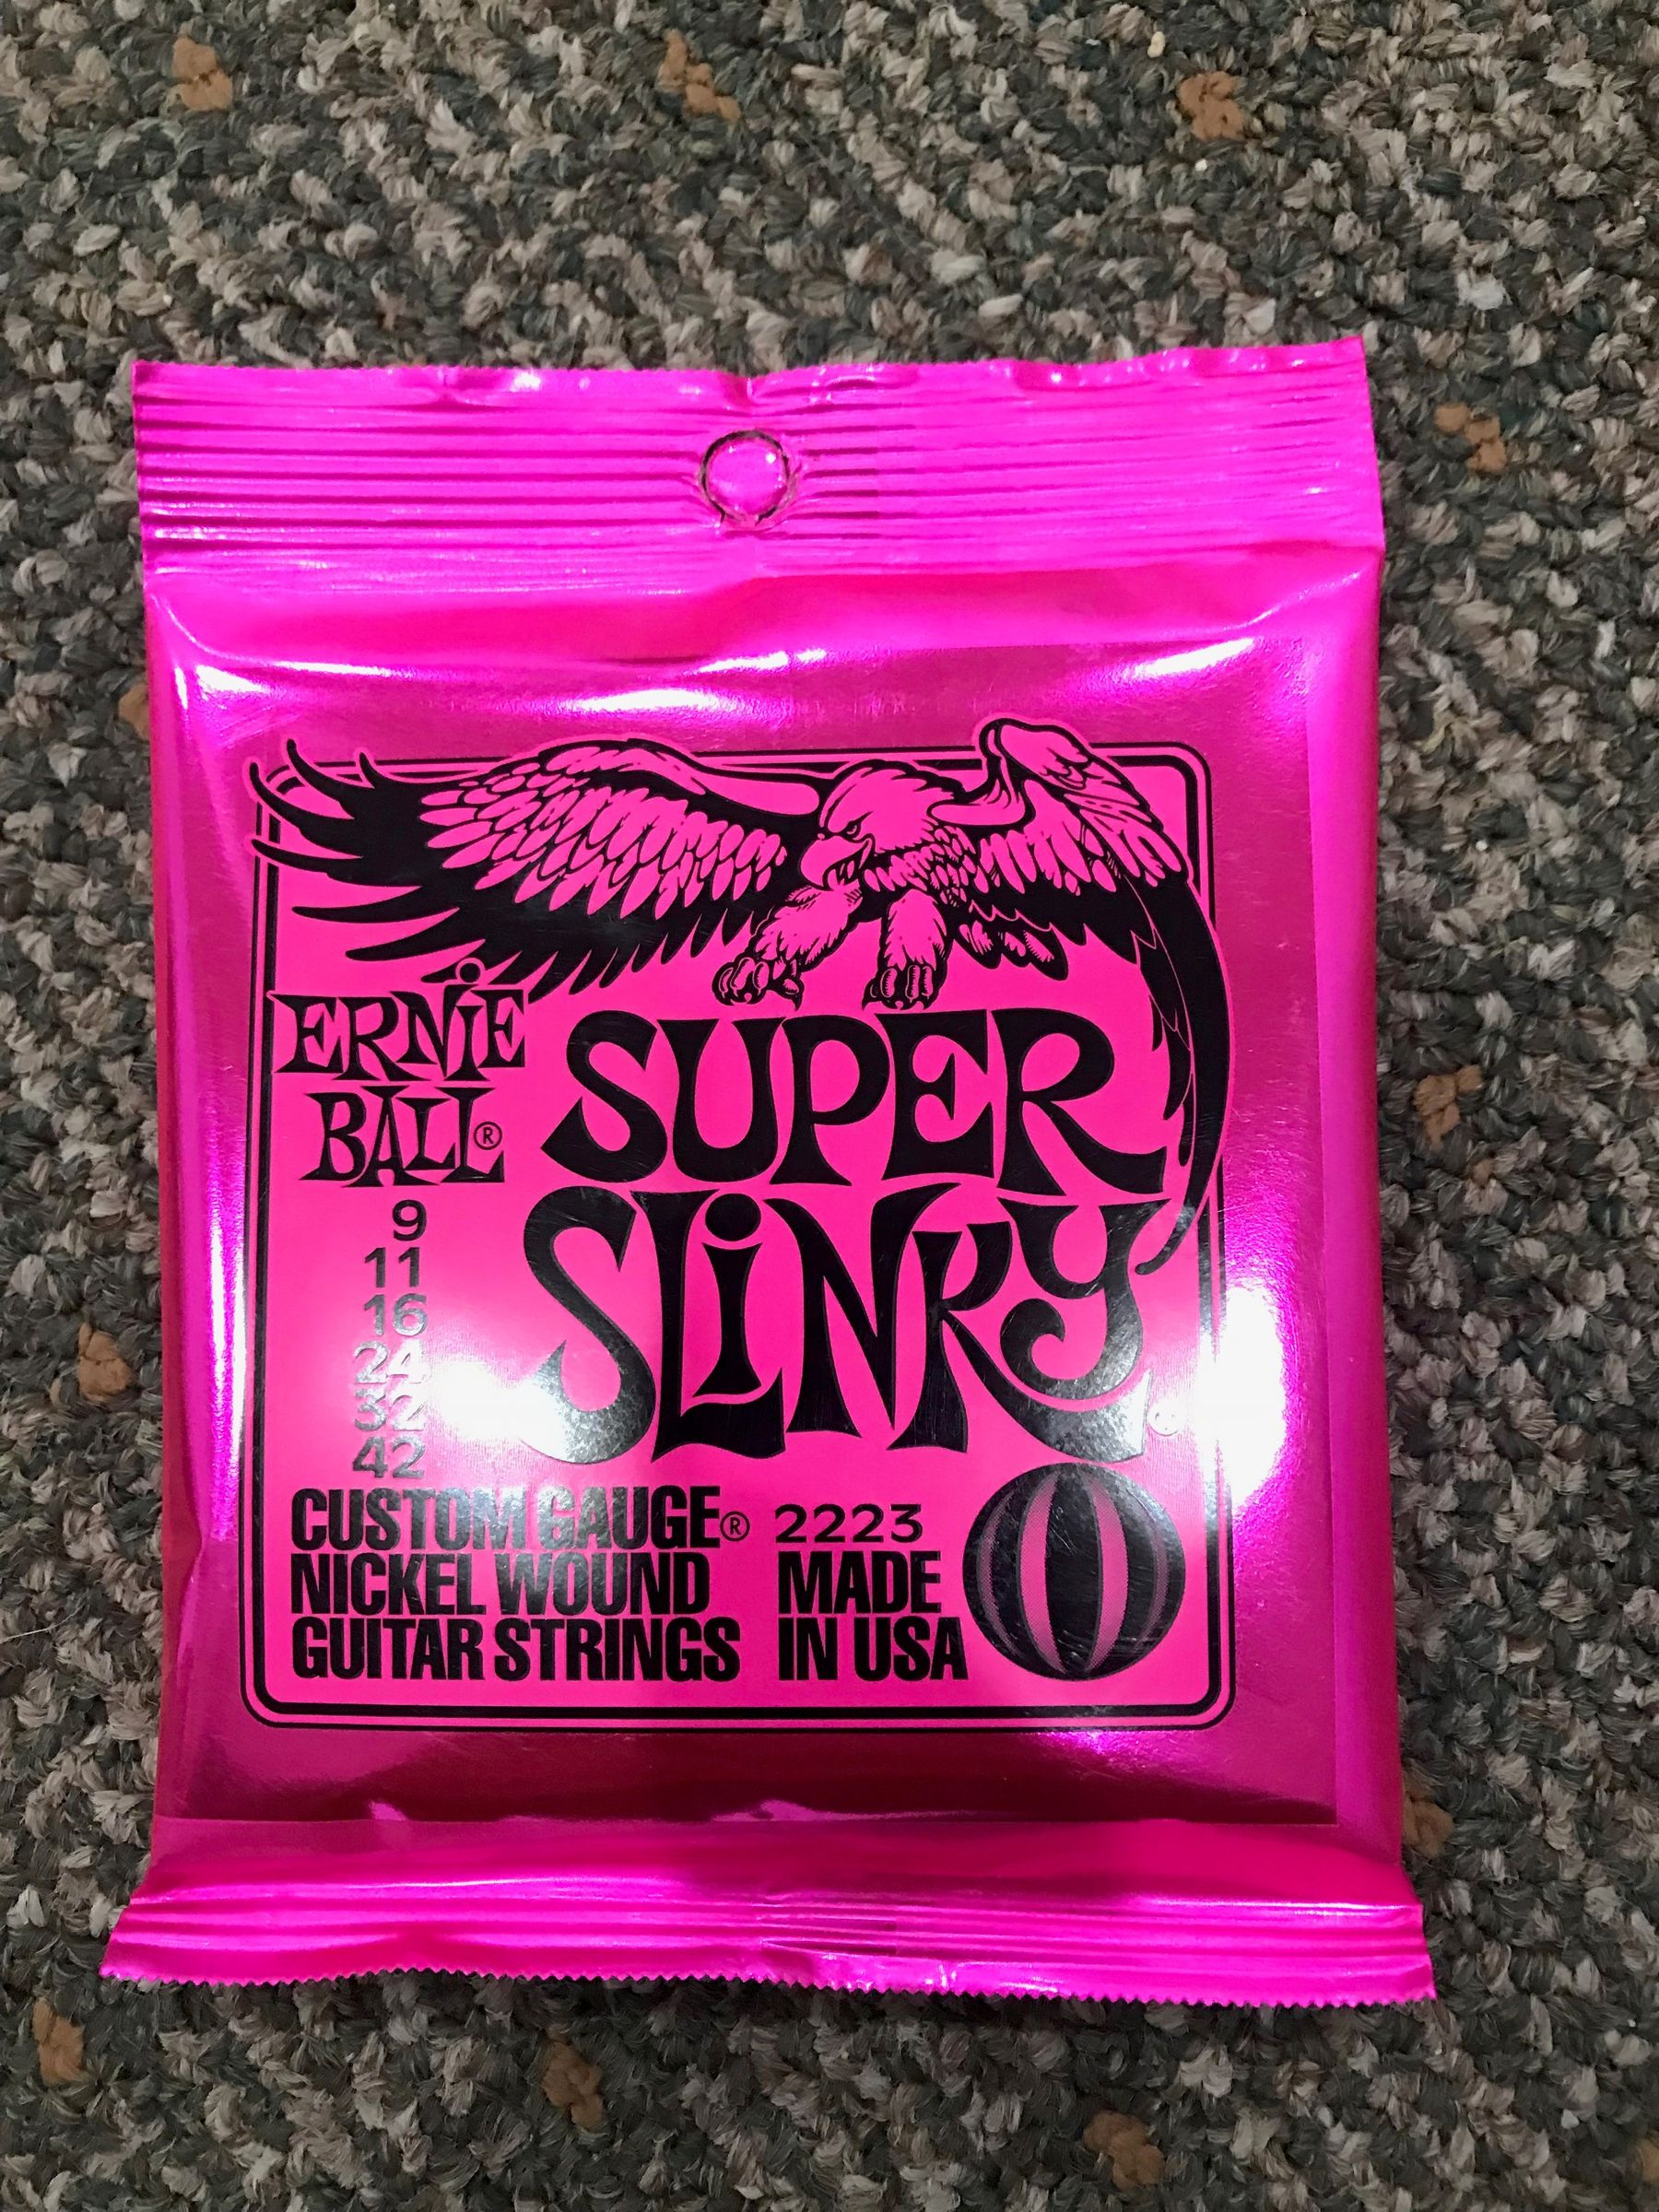 ERNiE
BALL®
SUPER
SLiNKY
9
11
16
24
32
42
CUSTOM GAUGE®
NICKEL WOUND
GUITAR STRINGS
2223
MADE
IN USA